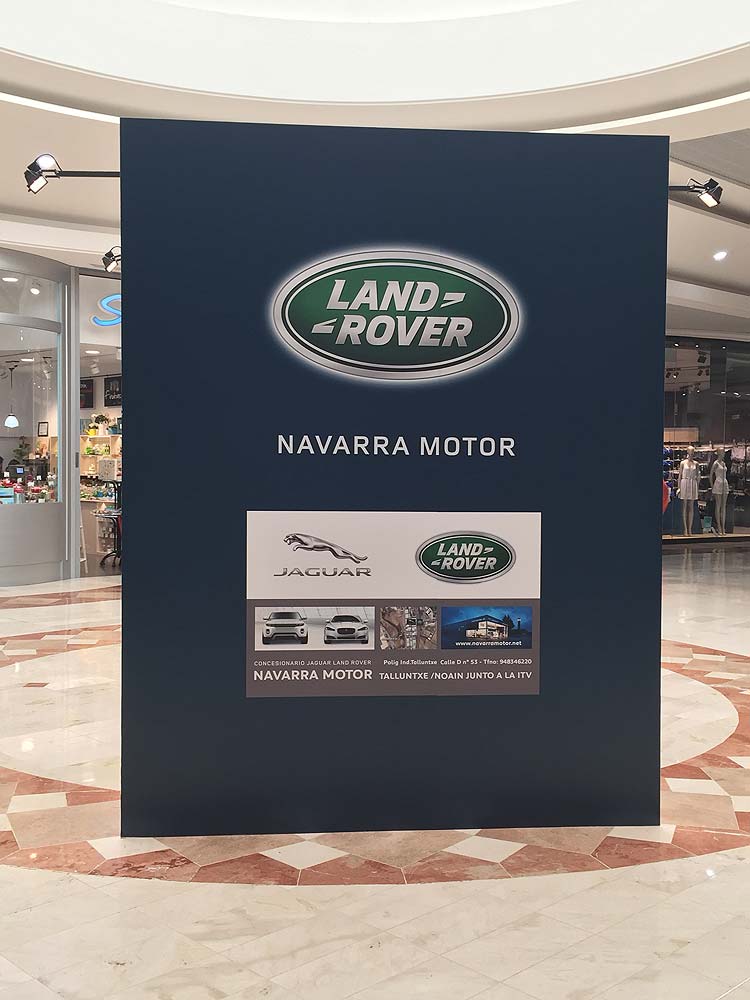 LAND
ROVER
NAVARRA MOTOR
JAGUAR
LAND
ROVER
www.navarramotor.net
CONCESIONARIO JAGUAR LAND ROVER
Polig Ind.Talluntxe Calla D nº 53 - Tfno: 948346220
NAVARRA MOTOR
TALLUNTXE /NOAIN JUNTO A LA ITV